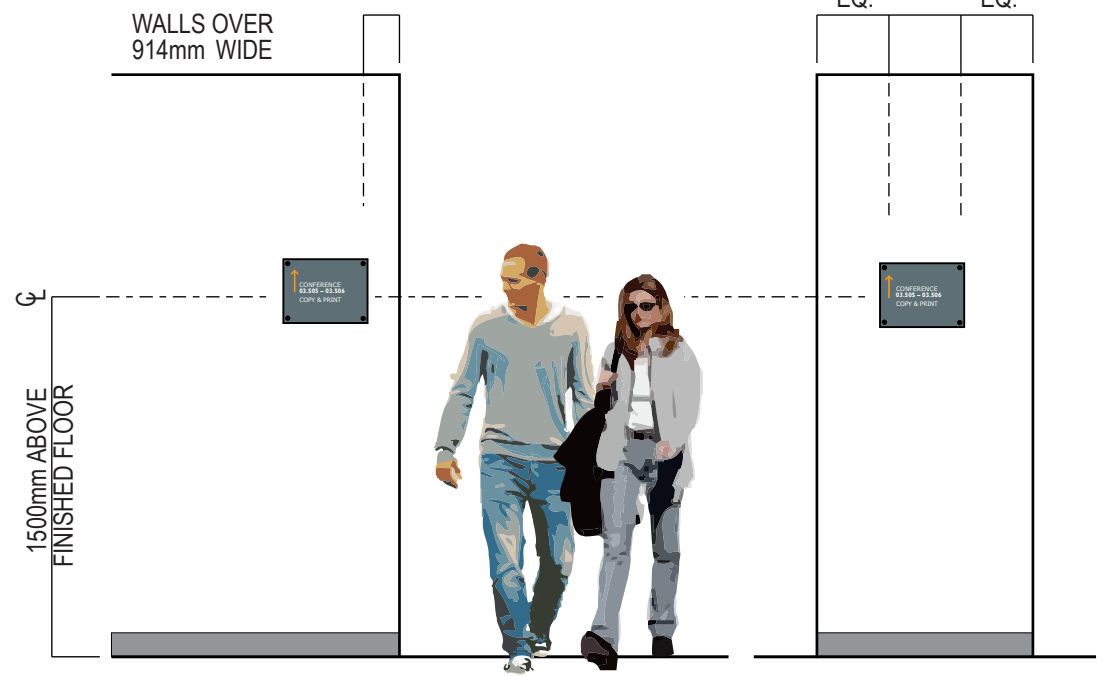 EQ. EQ.
WALLS OVER
914mm WIDE
CONFERENCE
03.505 – 03.506
COPY & PRINT
CONFERENCE
03.505 – 03.506
COPY & PRINT
CL
1500mm ABOVE
FINISHED FLOOR